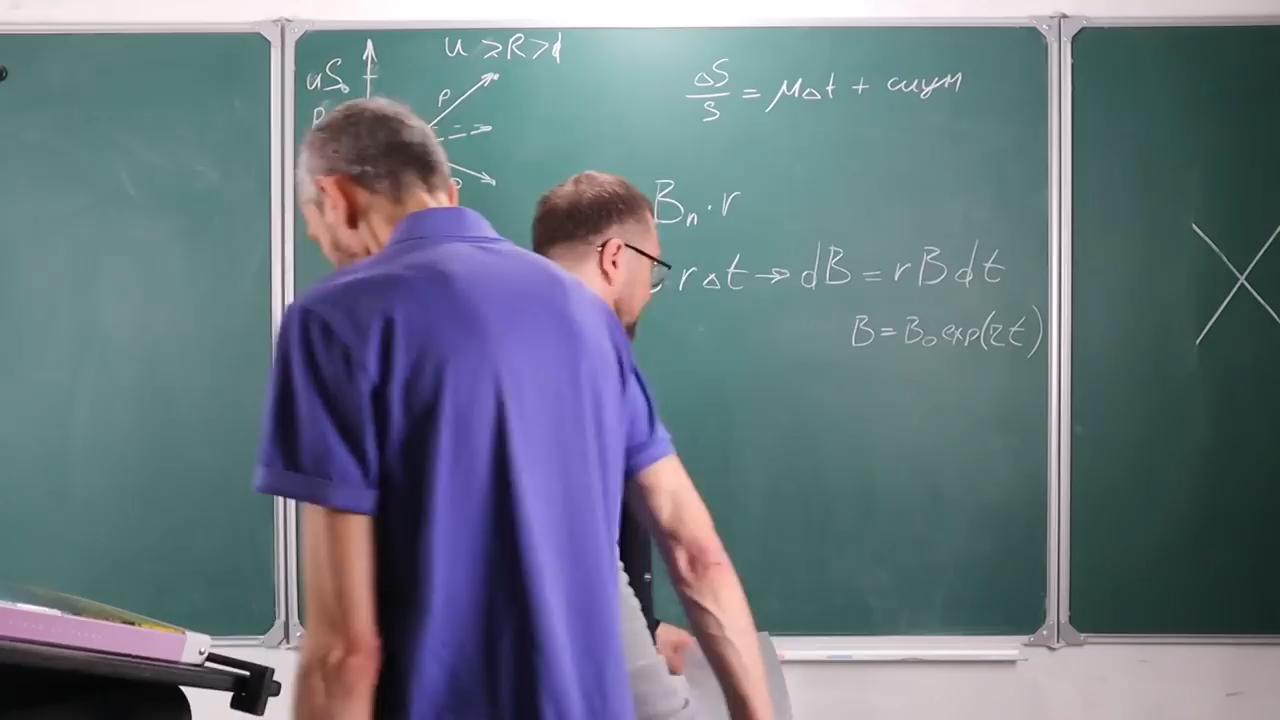 u ≥ R > d
uS₀
P
P
ΔS/S = μΔt + шум
Bₙ · r
rΔt → dB = rBdt
B = B₀exp(rt)